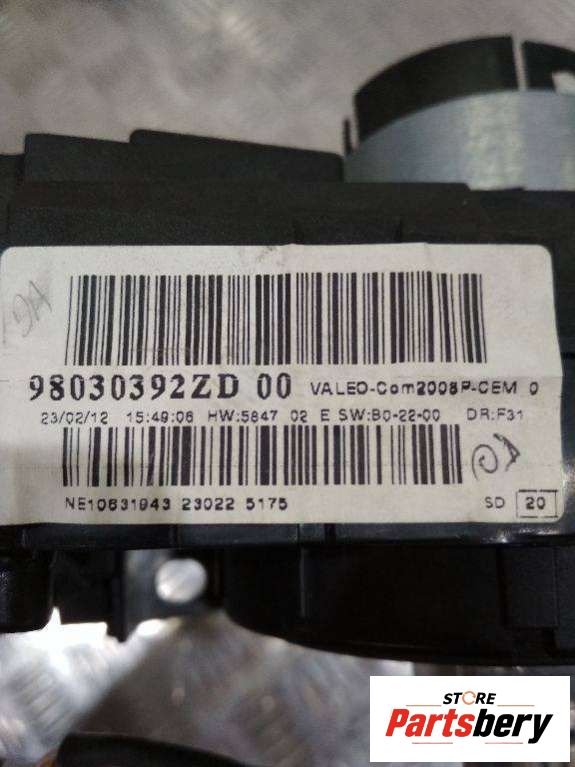 98030392ZD 00 VALEO-Com2008P-CEM 0
23/02/12 15:49:06 HW:5847 02 E SW:B0-22-00 DR:F31
NE10631943 23022 5175 SD 20
STORE
Partsbery